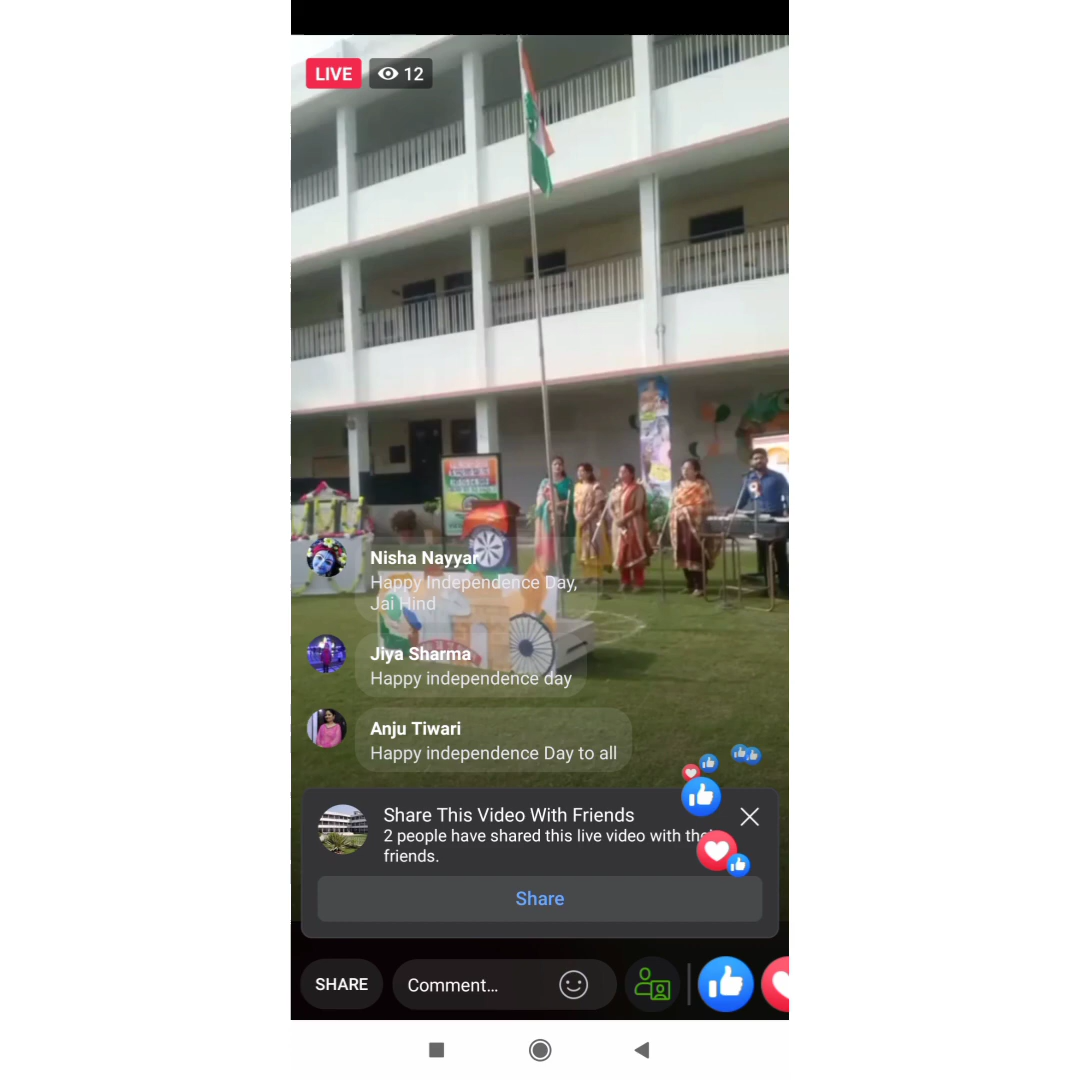 LIVE
12
Nisha Nayyar
Happy Independence Day,
Jai Hind
Jiya Sharma
Happy independence day
Anju Tiwari
Happy independence Day to all
Share This Video With Friends
2 people have shared this live video with
friends.
Share
SHARE
Comment...